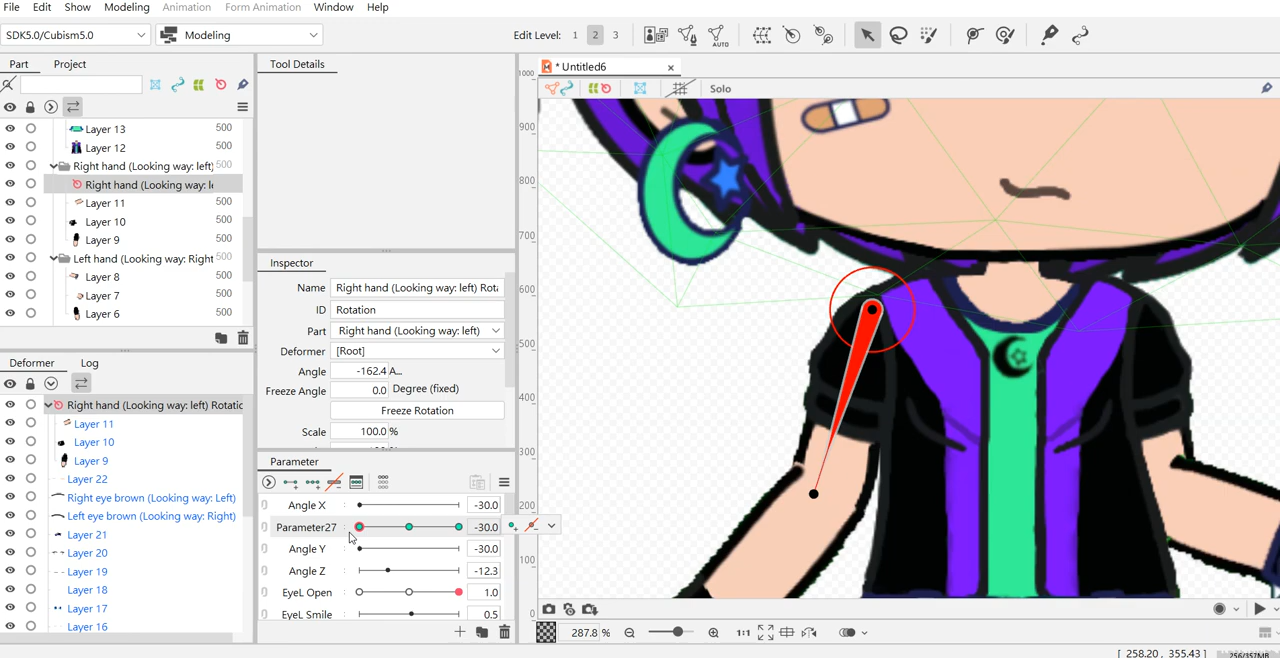 File Edit Show Modeling Animation Form Animation Window Help
SDK5.0/Cubism5.0 Modeling Edit Level: 1 2 3 AUTO
Part Project
Tool Details
* Untitled6
Solo
Layer 13 500
Layer 12 500
Right hand (Looking way: left) 500
Right hand (Looking way: l
Layer 11 500
Layer 10 500
Layer 9 500
Left hand (Looking way: Right 500
Layer 8 500
Layer 7 500
Layer 6 500
Deformer Log
Right hand (Looking way: left) Rotatic
Layer 11
Layer 10
Layer 9
Layer 22
Right eye brown (Looking way: Left)
Left eye brown (Looking way: Right)
Layer 21
Layer 20
Layer 19
Layer 18
Layer 17
Layer 16
Inspector
Name Right hand (Looking way: left) Rota
ID Rotation
Part Right hand (Looking way: left)
Deformer [Root]
Angle -162.4 A...
Freeze Angle 0.0 Degree (fixed)
Freeze Rotation
Scale 100.0 %
Parameter
Angle X -30.0
Parameter27 : -30.0
Angle Y : -30.0
Angle Z : -12.3
EyeL Open : 1.0
EyeL Smile : 0.5
1000
900
800
700
600
500
400
300
200
100
0
287.8 % 1:1
[ 258.20 , 355.43 ] 256/357MB